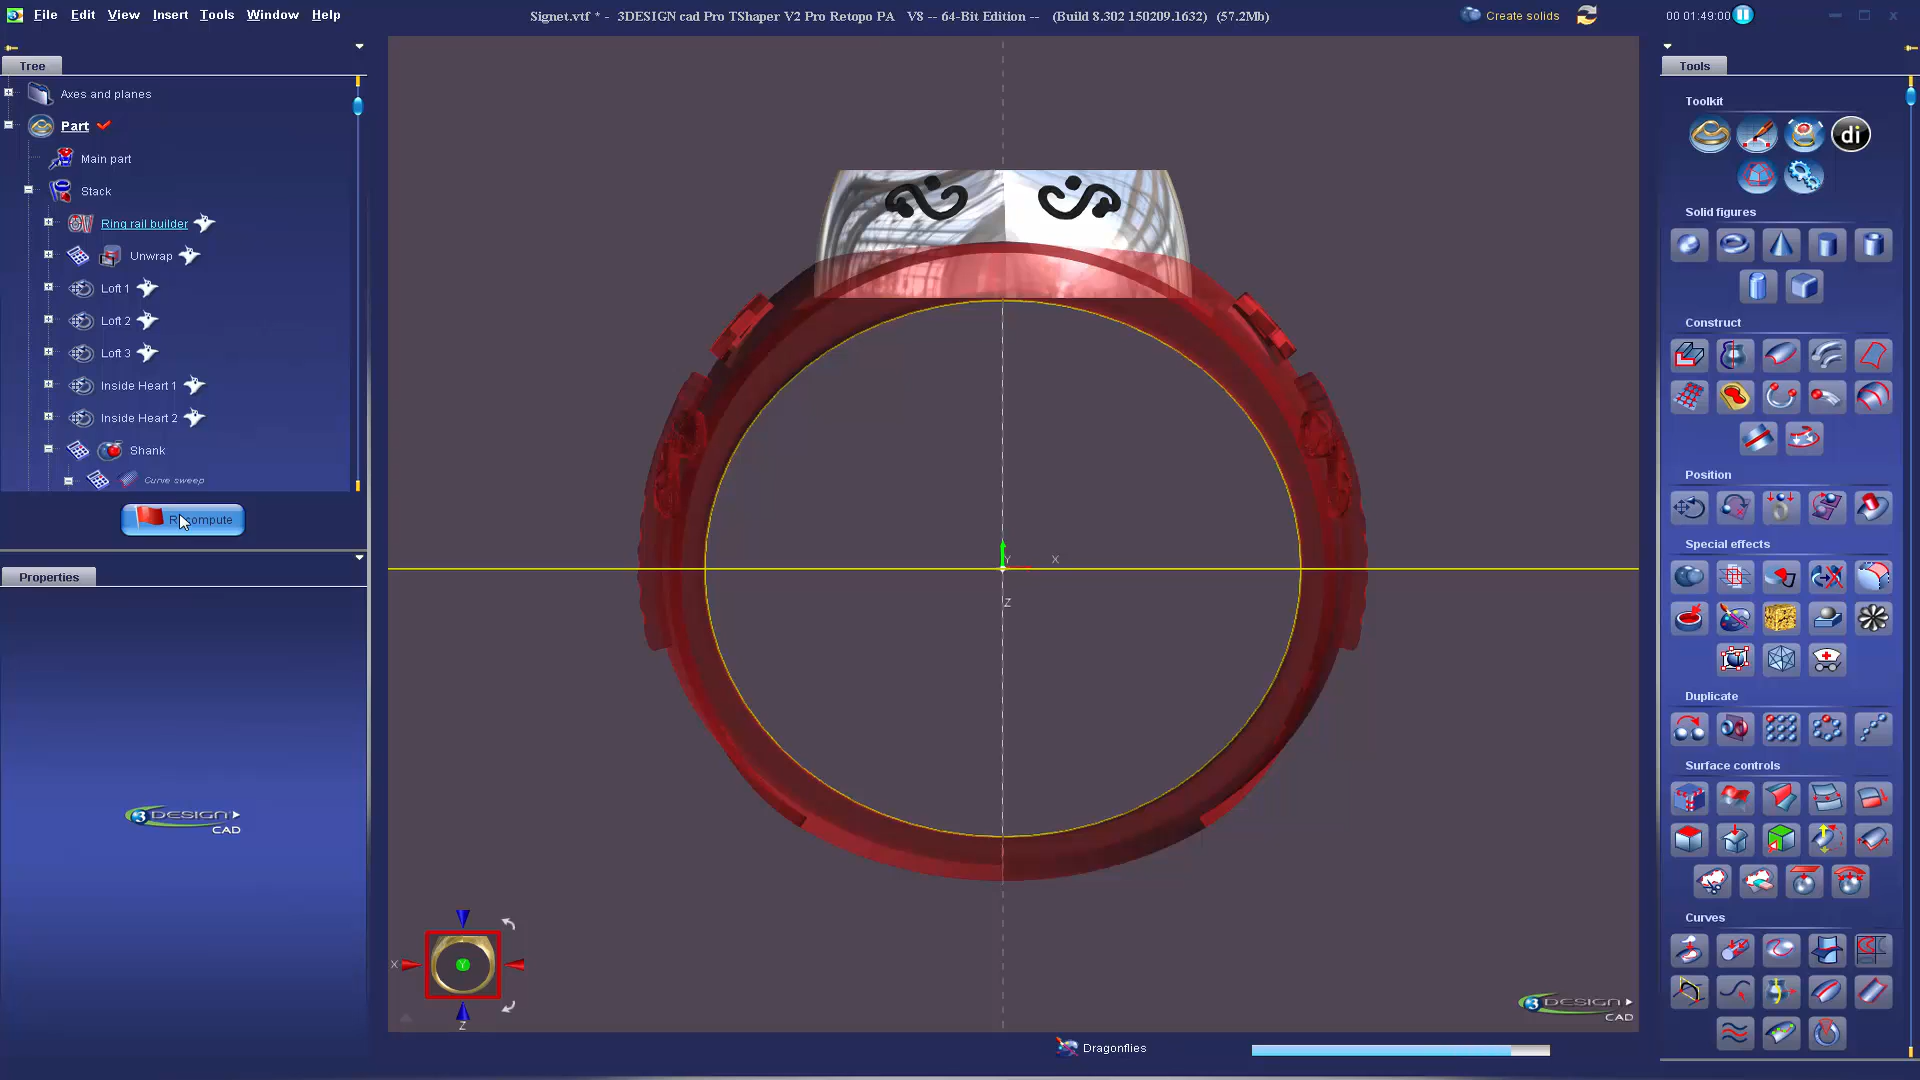 File Edit View Insert Tools Window Help
Signet.vtf * - 3DESIGN cad Pro TShaper V2 Pro Retopo PA V8 -- 64-Bit Edition -- (Build 8.302 150209.1632) (57.2Mb)
Create solids
00 01:49:00
Tree
Axes and planes
Part
Main part
Stack
Ring rail builder
Unwrap
Loft 1
Loft 2
Loft 3
Inside Heart 1
Inside Heart 2
Shank
Curve sweep
Properties
3DESIGN
CAD
Y
X
Z
X
Y
Z
3DESIGN
CAD
Dragonflies
Tools
Toolkit
di
Solid figures
Construct
Position
Special effects
Duplicate
Surface controls
Curves